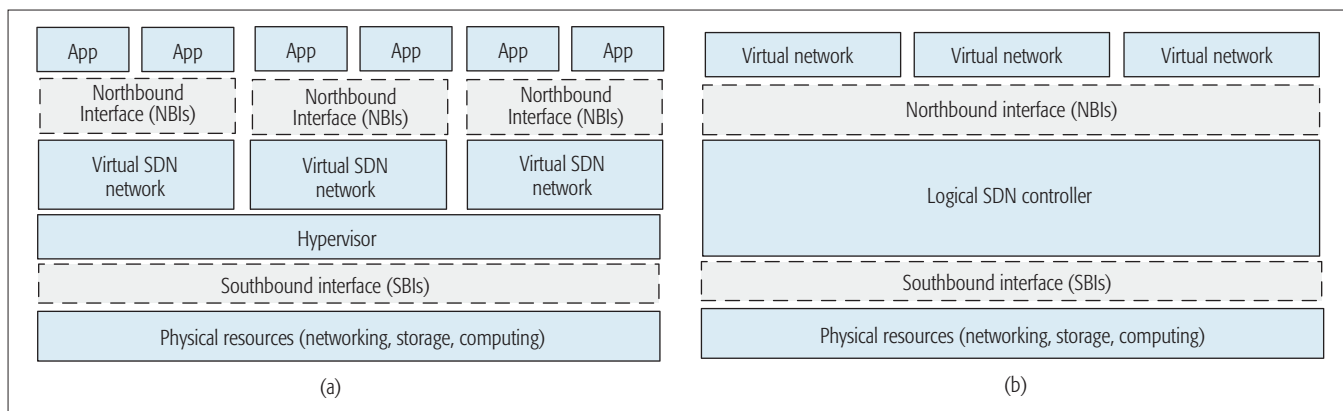 App
App
App
App
App
App
Northbound
Interface (NBIs)
Northbound
Interface (NBIs)
Northbound
Interface (NBIs)
Virtual SDN
network
Virtual SDN
network
Virtual SDN
network
Hypervisor
Southbound interface (SBIs)
Physical resources (networking, storage, computing)
(a)
Virtual network
Virtual network
Virtual network
Northbound interface (NBIs)
Logical SDN controller
Southbound interface (SBIs)
Physical resources (networking, storage, computing)
(b)